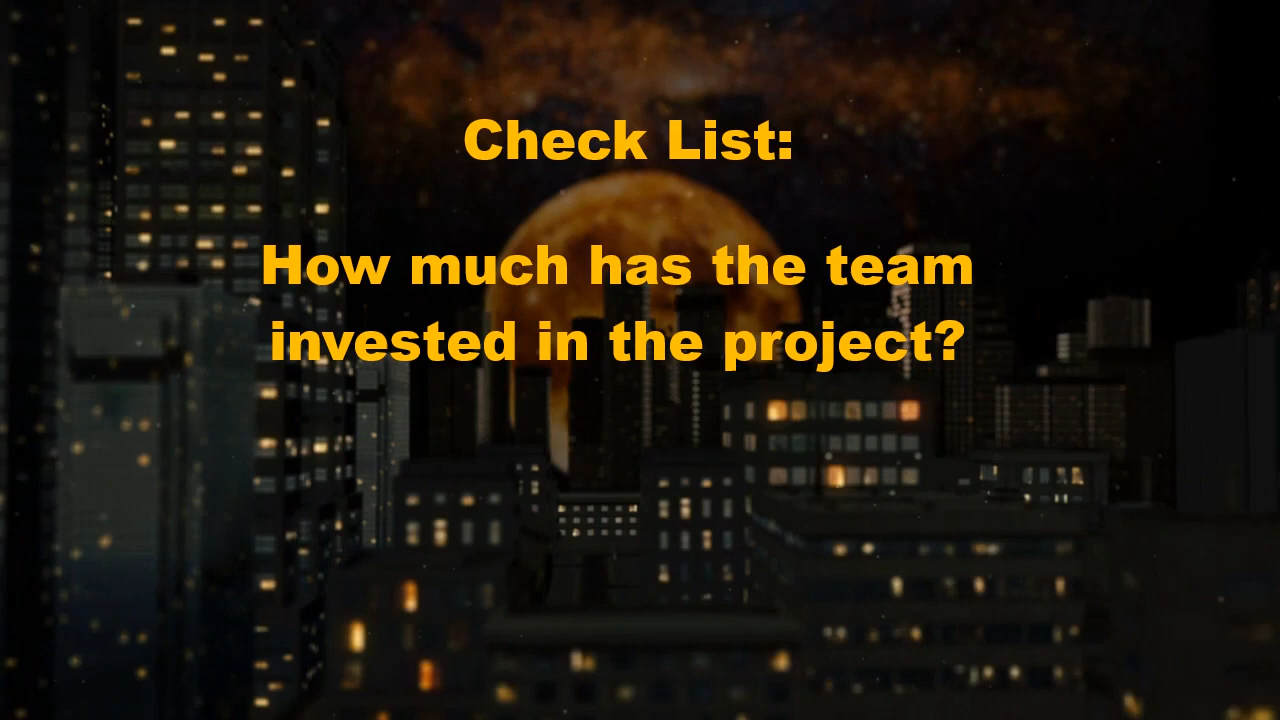 Check List:
How much has the team
invested in the project?